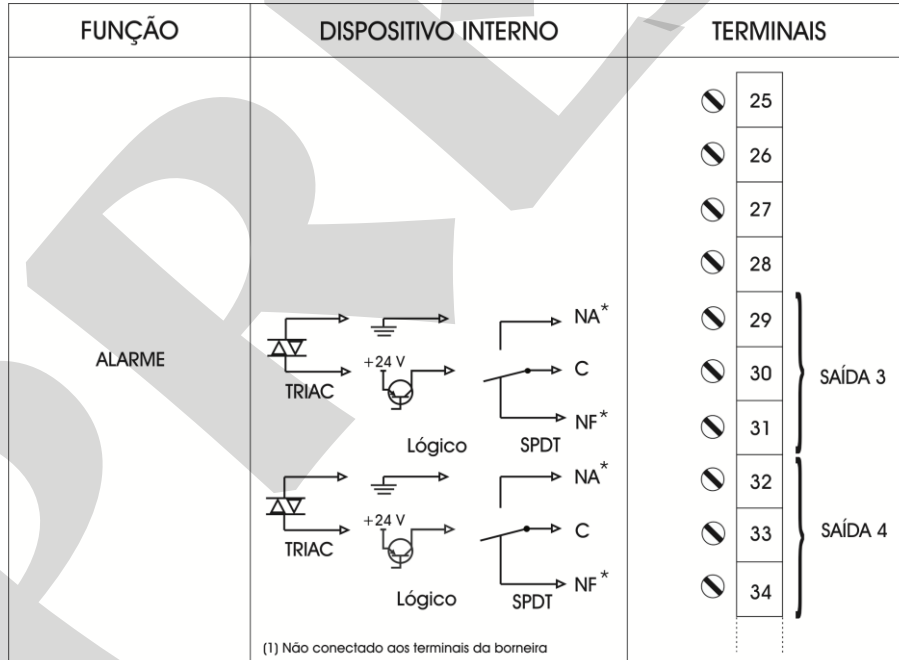 FUNÇÃO DISPOSITIVO INTERNO TERMINAIS
25
26
27
28
29
30
31
32
33
34
SAÍDA 3
SAÍDA 4
ALARME
NA*
+24 V
C
TRIAC
NF*
Lógico SPDT
NA*
+24 V
C
TRIAC
NF*
Lógico SPDT
(1) Não conectado aos terminais da borneira